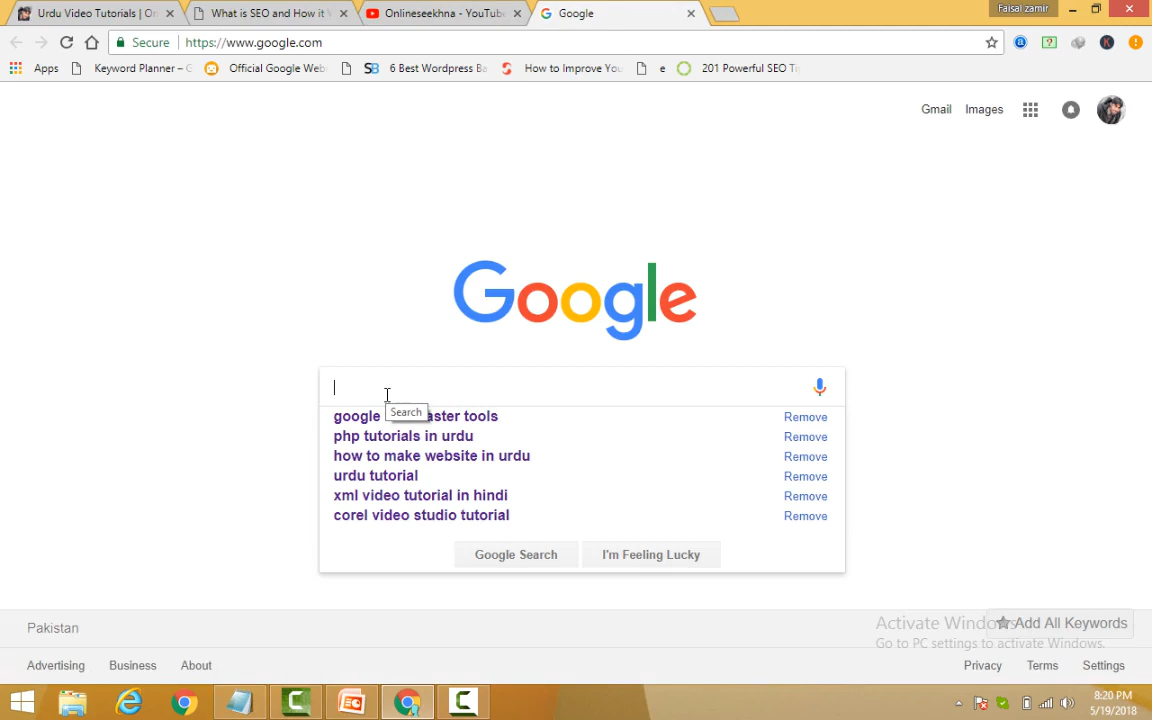 Urdu Video Tutorials | On
What is SEO and How it
Onlineseekhna - YouTube
Google
Faisal zamir
Secure
https://www.google.com
Apps
Keyword Planner – G
Official Google Web
6 Best Wordpress Ba
How to Improve You
e
201 Powerful SEO Ti
Gmail
Images
Google
Search
google aster tools
Remove
php tutorials in urdu
Remove
how to make website in urdu
Remove
urdu tutorial
Remove
xml video tutorial in hindi
Remove
corel video studio tutorial
Remove
Google Search
I'm Feeling Lucky
Pakistan
Activate Windo
Add All Keywords
Go to PC settings to activate Windows.
Advertising
Business
About
Privacy
Terms
Settings
8:20 PM
5/19/2018